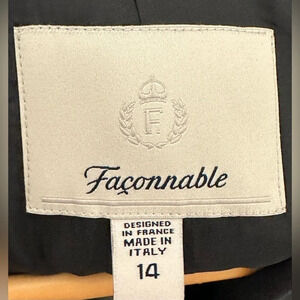 F
Façonnable
DESIGNED
IN FRANCE
MADE IN
ITALY
14